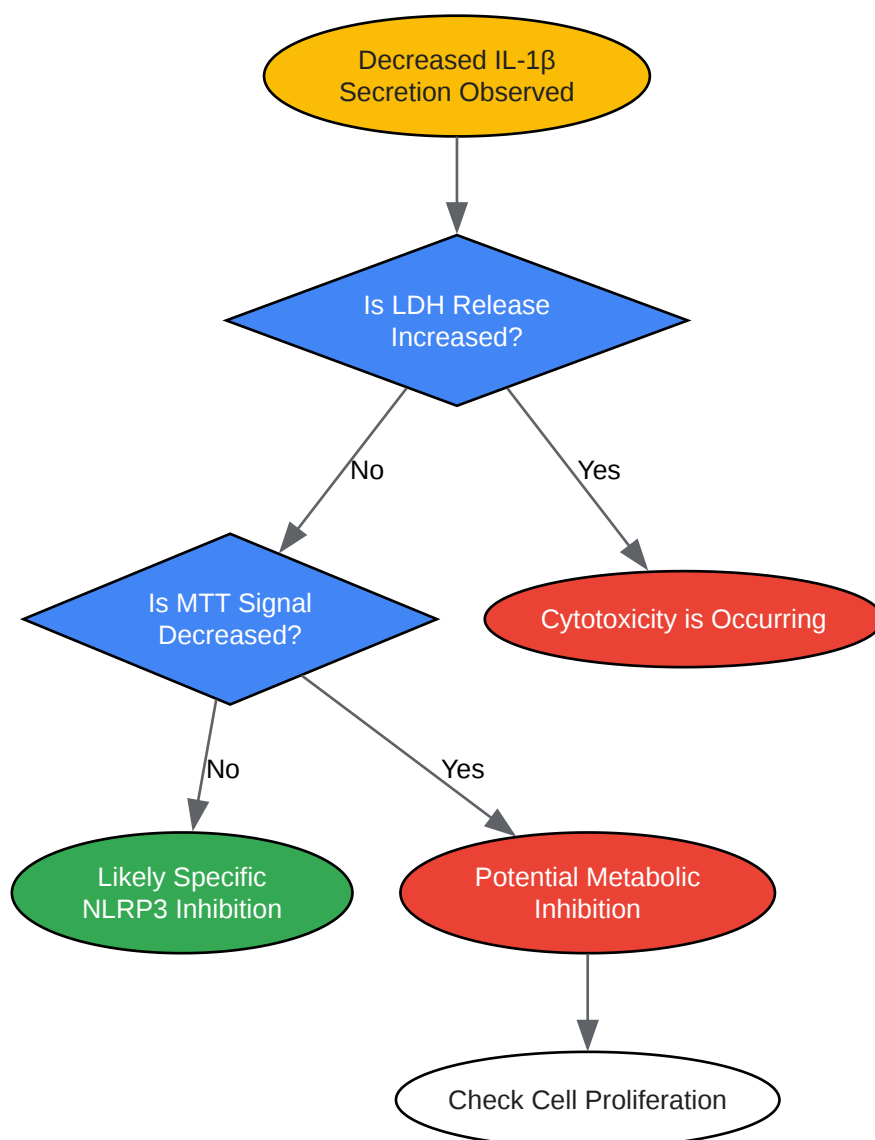 Decreased IL-1β
Secretion Observed
Is LDH Release
Increased?
No
Yes
Is MTT Signal
Decreased?
Cytotoxicity is Occurring
No
Yes
Likely Specific
NLRP3 Inhibition
Potential Metabolic
Inhibition
Check Cell Proliferation